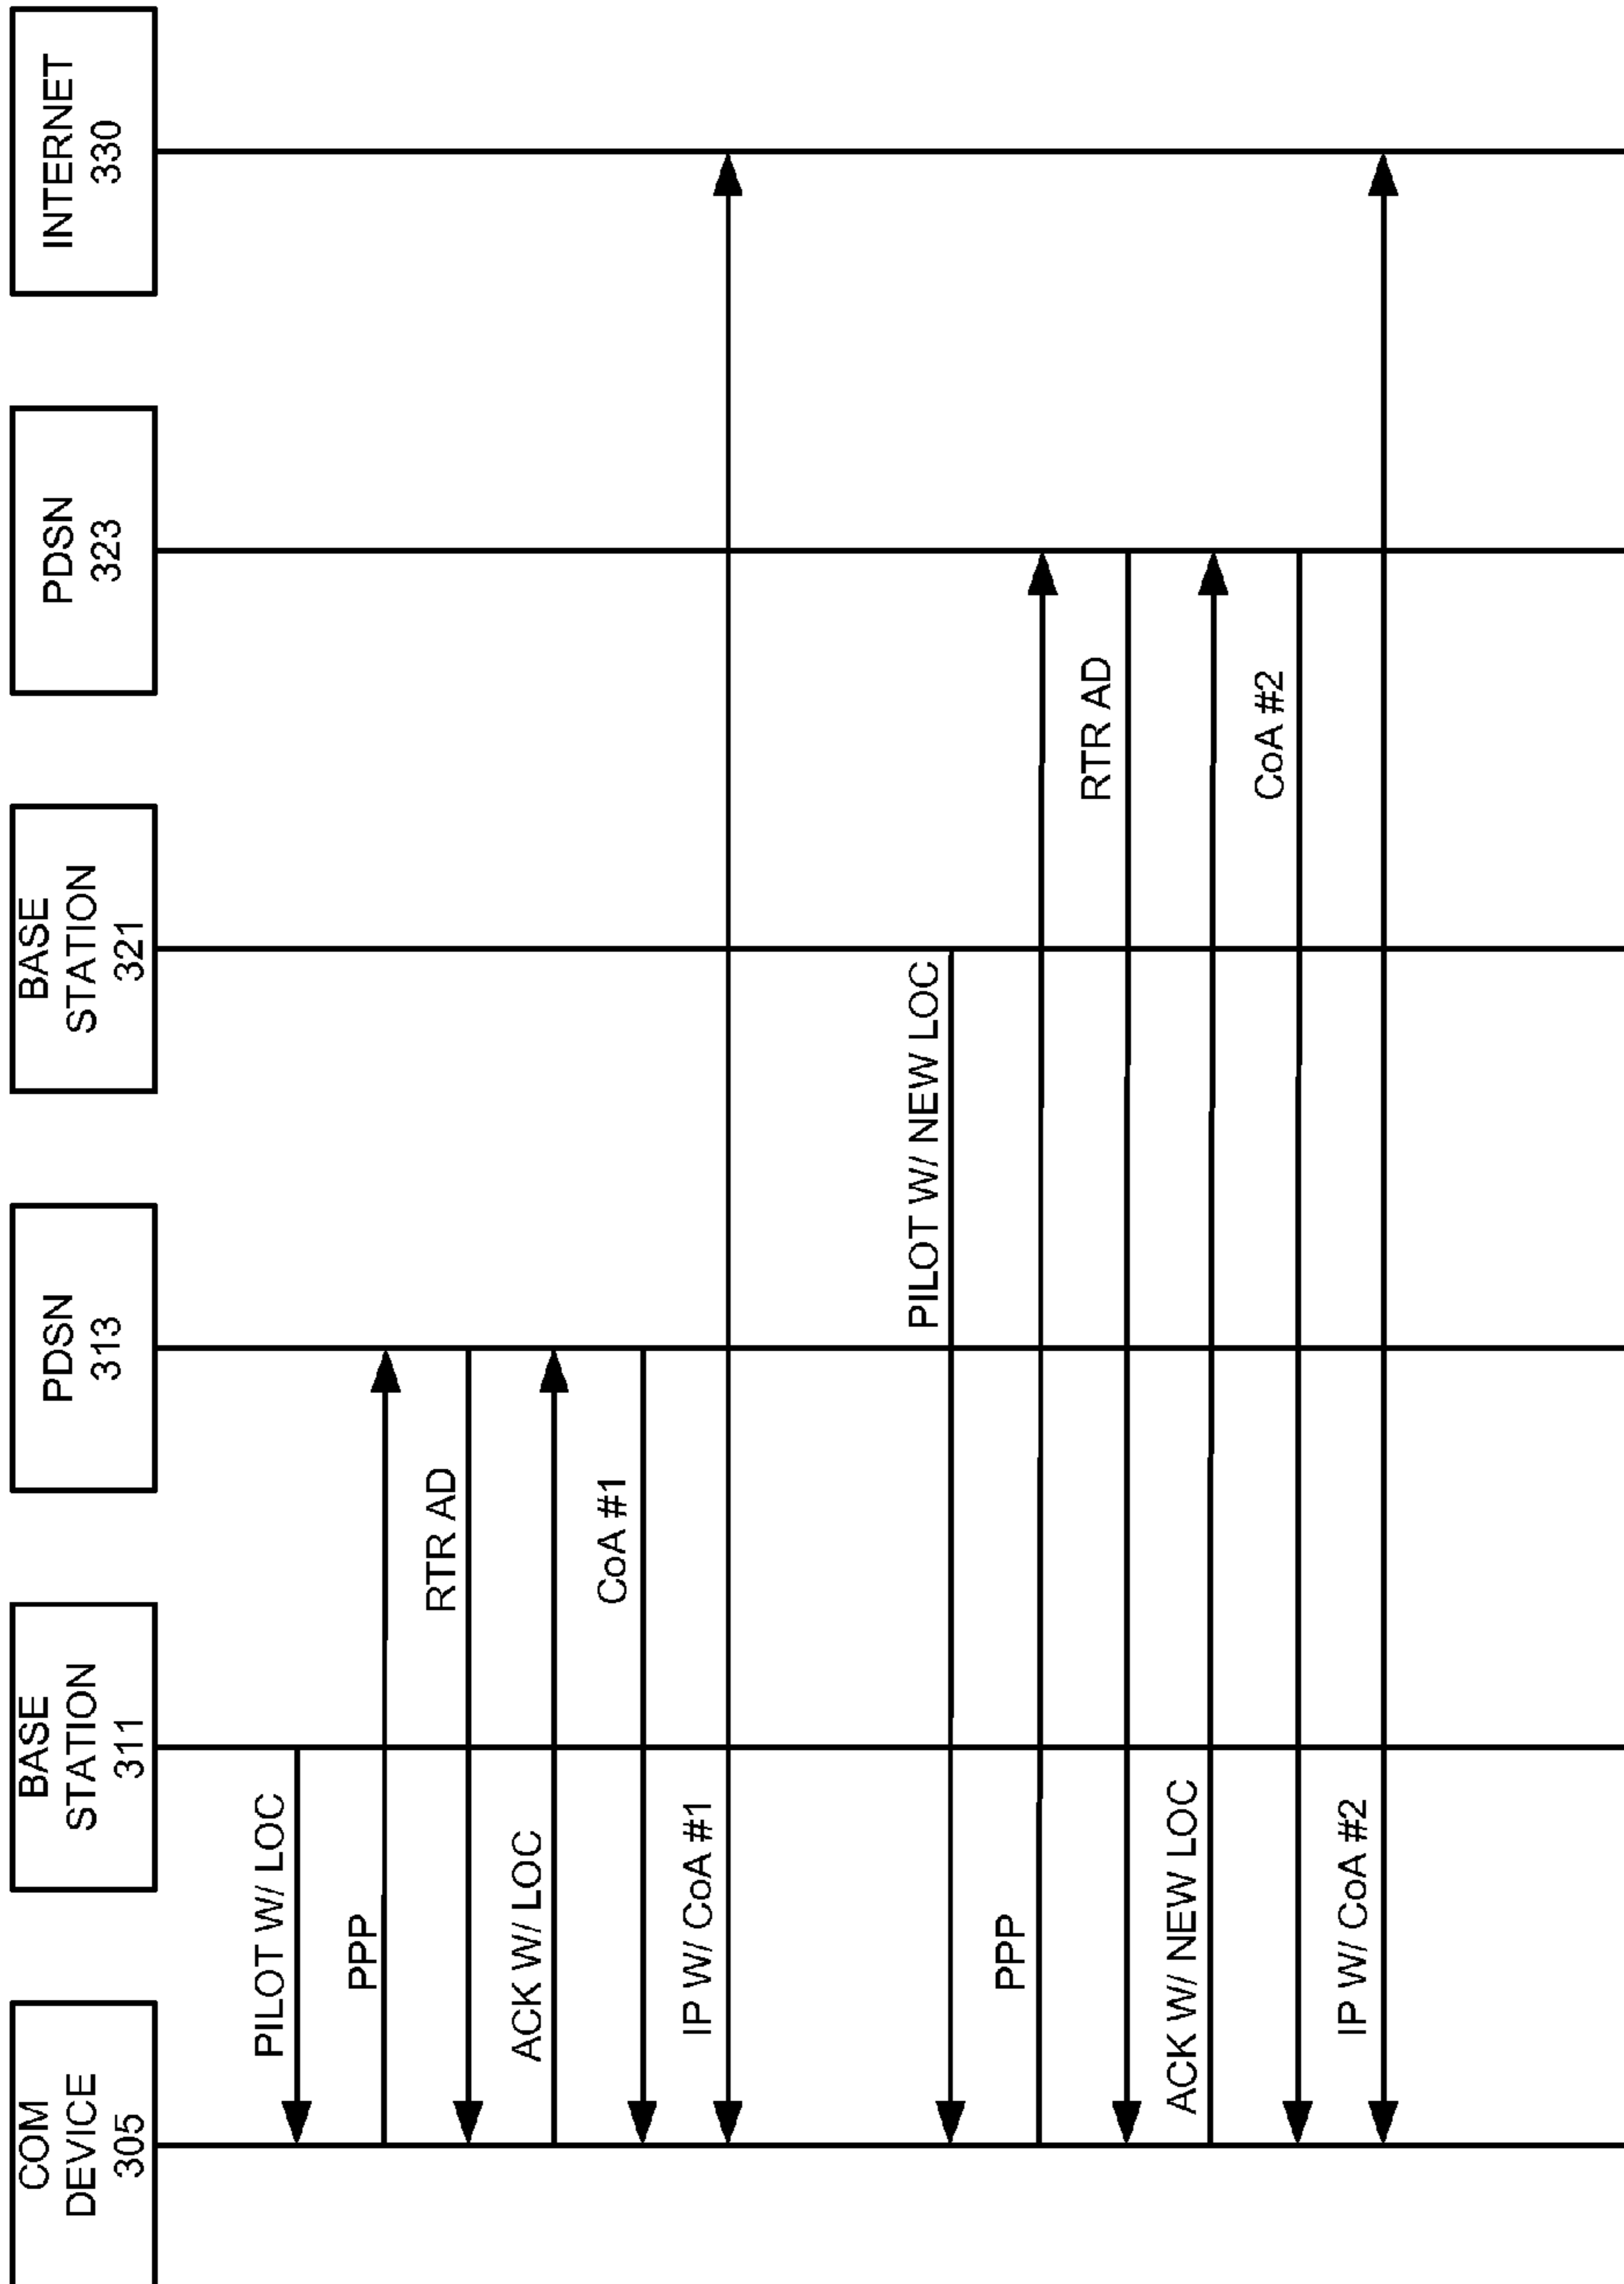 COM
DEVICE
305
BASE
STATION
311
PDSN
313
BASE
STATION
321
PDSN
323
INTERNET
330
PILOT W/ LOC
PPP
RTR AD
ACK W/ LOC
CoA #1
IP W/ CoA #1
PILOT W/ NEW LOC
PPP
RTR AD
ACK W/ NEW LOC
CoA #2
IP W/ CoA #2